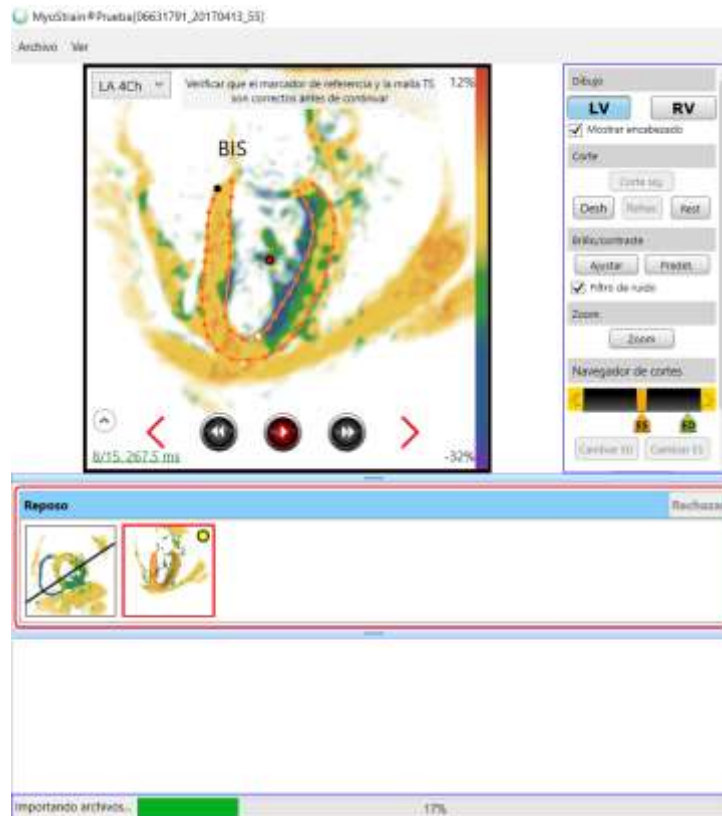 MyoStrain®Prueba[06631791_20170413_SS]
Archivo Ver
LA 4Ch
Verificar que el marcador de referencia y la malla TS
son correctos antes de continuar
12%
BIS
8/15, 267.5 ms
-32%
Dibujo
LV RV
Mostrar encabezado
Corte
Corte sig.
Desh Rehac Rest
Brillo/contraste
Ajustar Predet.
Filtro de ruido
Zoom
Zoom
Navegador de cortes
ES ED
Cambiar ED Cambiar ES
Reposo
Rechazar
Importando archivos...
17%